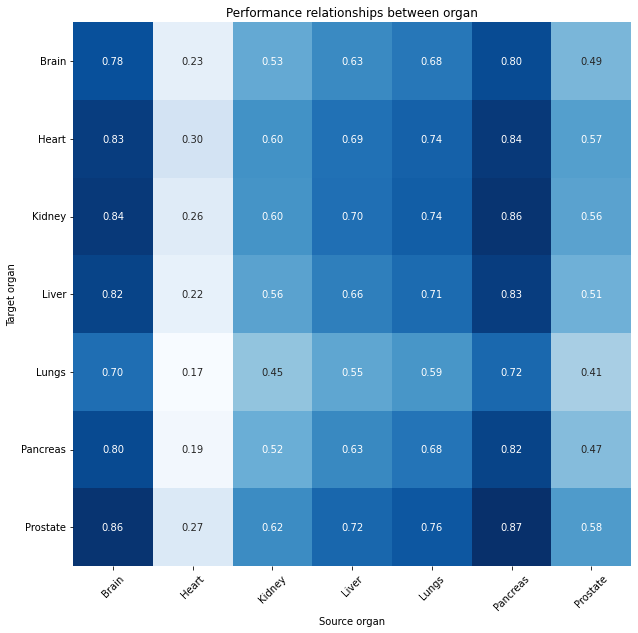 Performance relationships between organ
Target organ
Brain 0.78 0.23 0.53 0.63 0.68 0.80 0.49
Heart 0.83 0.30 0.60 0.69 0.74 0.84 0.57
Kidney 0.84 0.26 0.60 0.70 0.74 0.86 0.56
Liver 0.82 0.22 0.56 0.66 0.71 0.83 0.51
Lungs 0.70 0.17 0.45 0.55 0.59 0.72 0.41
Pancreas 0.80 0.19 0.52 0.63 0.68 0.82 0.47
Prostate 0.86 0.27 0.62 0.72 0.76 0.87 0.58
Brain Heart Kidney Liver Lungs Pancreas Prostate
Source organ